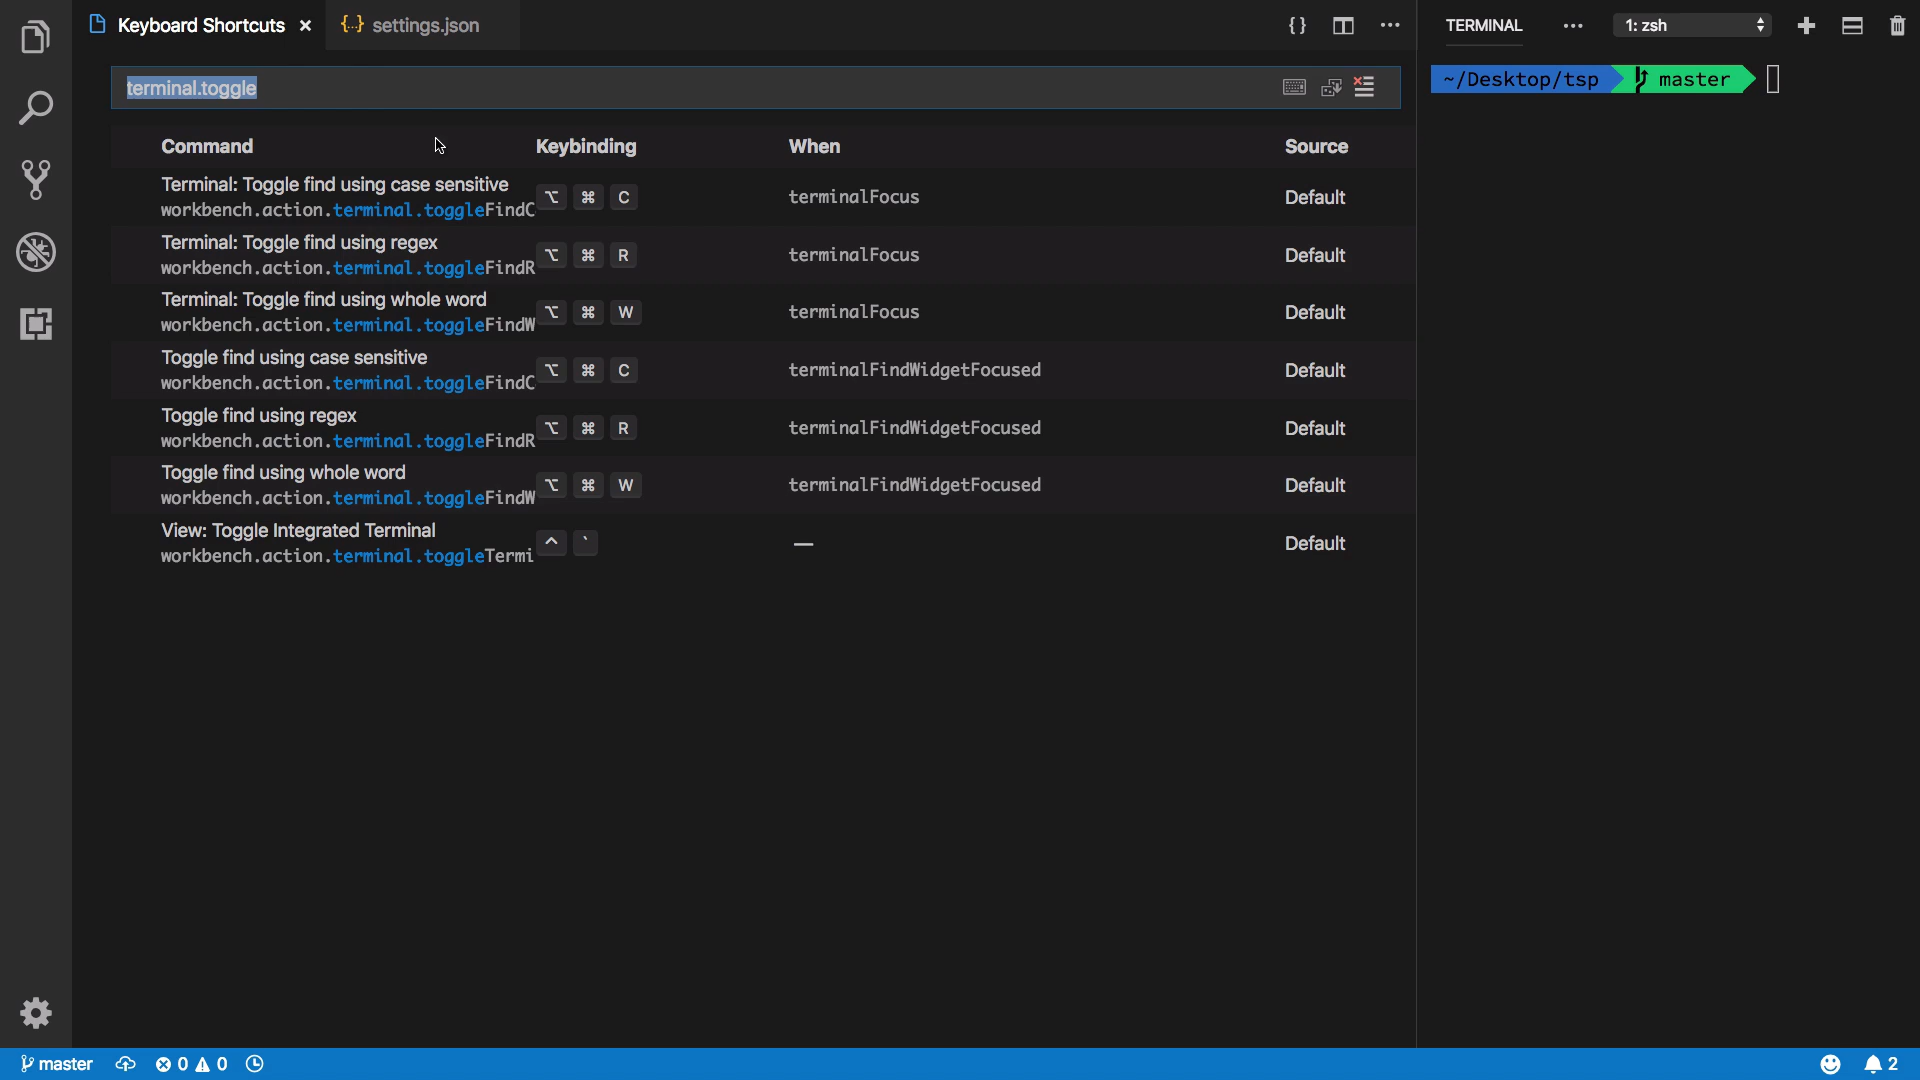 Keyboard Shortcuts × {..} settings.json {} ...
TERMINAL ... 1: zsh
terminal.toggle
~/Desktop/tsp master
Command Keybinding When Source
Terminal: Toggle find using case sensitive
workbench.action.terminal.toggleFindC ⌥ ⌘ C terminalFocus Default
Terminal: Toggle find using regex
workbench.action.terminal.toggleFindR ⌥ ⌘ R terminalFocus Default
Terminal: Toggle find using whole word
workbench.action.terminal.toggleFindW ⌥ ⌘ W terminalFocus Default
Toggle find using case sensitive
workbench.action.terminal.toggleFindC ⌥ ⌘ C terminalFindWidgetFocused Default
Toggle find using regex
workbench.action.terminal.toggleFindR ⌥ ⌘ R terminalFindWidgetFocused Default
Toggle find using whole word
workbench.action.terminal.toggleFindW ⌥ ⌘ W terminalFindWidgetFocused Default
View: Toggle Integrated Terminal
workbench.action.terminal.toggleTermi ^ ` — Default
master 0 0 2